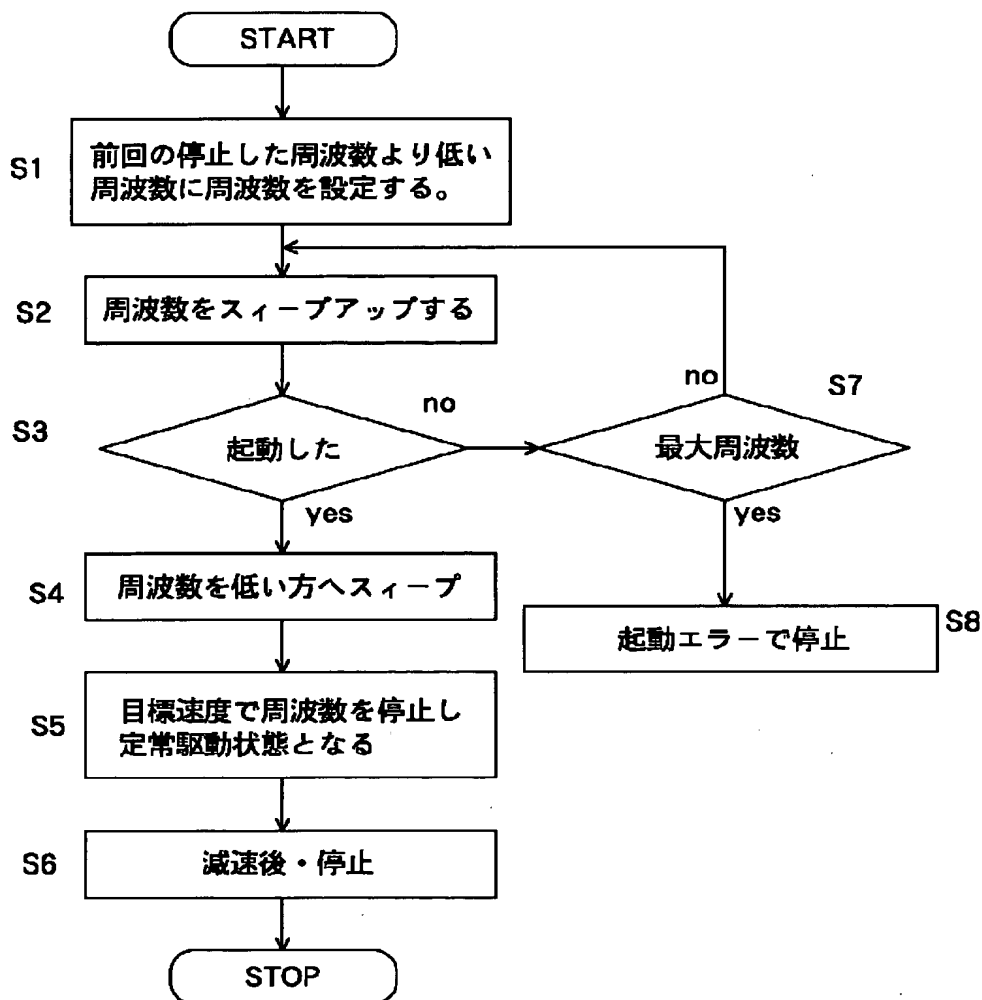 START
S1
前回の停止した周波数より低い
周波数に周波数を設定する。
S2
周波数をスィープアップする
S3
起動した
no
yes
S7
最大周波数
no
yes
S4
周波数を低い方へスィープ
S8
起動エラーで停止
S5
目標速度で周波数を停止し
定常駆動状態となる
S6
減速後・停止
STOP